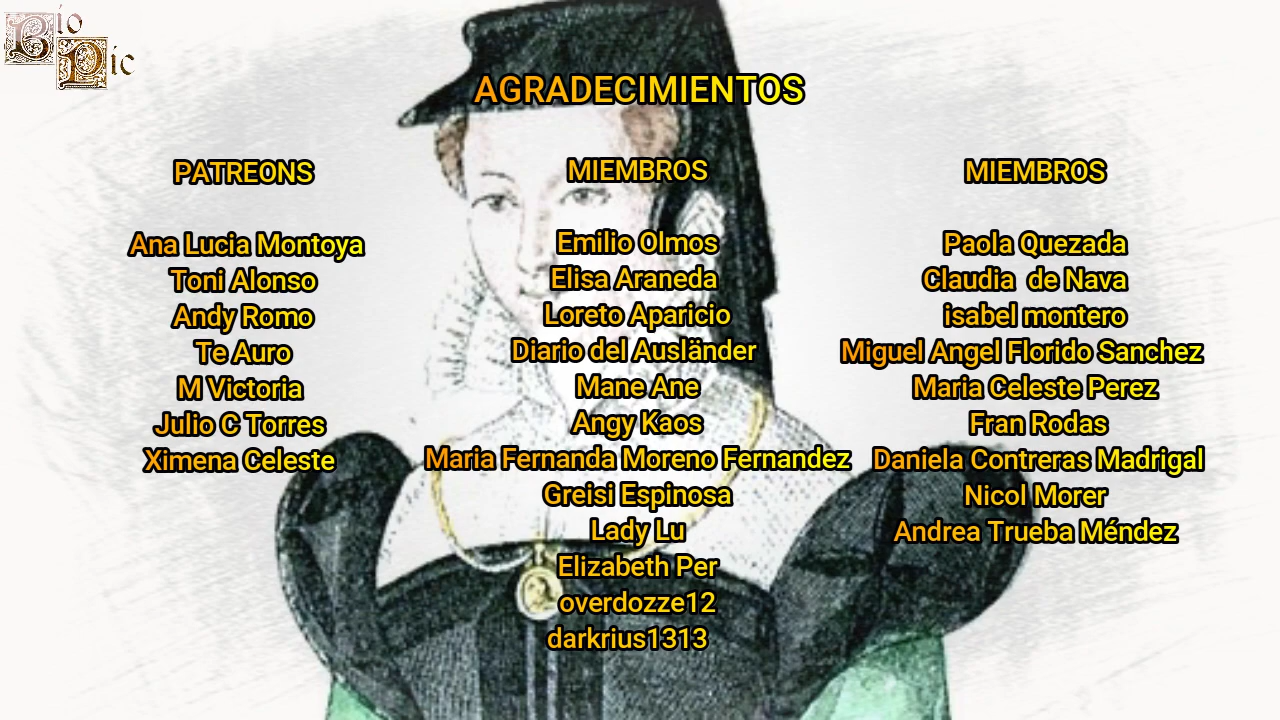 Bío
Pic
AGRADECIMIENTOS
PATREONS
Ana Lucia Montoya
Toni Alonso
Andy Romo
Te Auro
M Victoria
Julio C Torres
Ximena Celeste
MIEMBROS
Emilio Olmos
Elisa Araneda
Loreto Aparicio
Diario del Ausländer
Mane Ane
Angy Kaos
Maria Fernanda Moreno Fernandez
Greisi Espinosa
Lady Lu
Elizabeth Per
overdozze12
darkrius1313
MIEMBROS
Paola Quezada
Claudia  de Nava
isabel montero
Miguel Angel Florido Sanchez
Maria Celeste Perez
Fran Rodas
Daniela Contreras Madrigal
Nicol Morer
Andrea Trueba Méndez